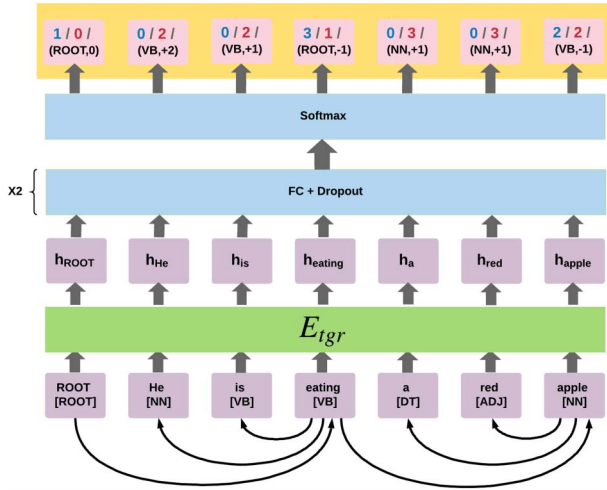 1 / 0 / 0 / 2 / 0 / 2 / 3 / 1 / 0 / 3 / 0 / 3 / 2 / 2 /
(ROOT,0) (VB,+2) (VB,+1) (ROOT,-1) (NN,+1) (NN,+1) (VB,-1)
Softmax
X2 FC + Dropout
hROOT hHe his heating ha hred happle
Etgr
ROOT He is eating a red apple
[ROOT] [NN] [VB] [VB] [DT] [ADJ] [NN]